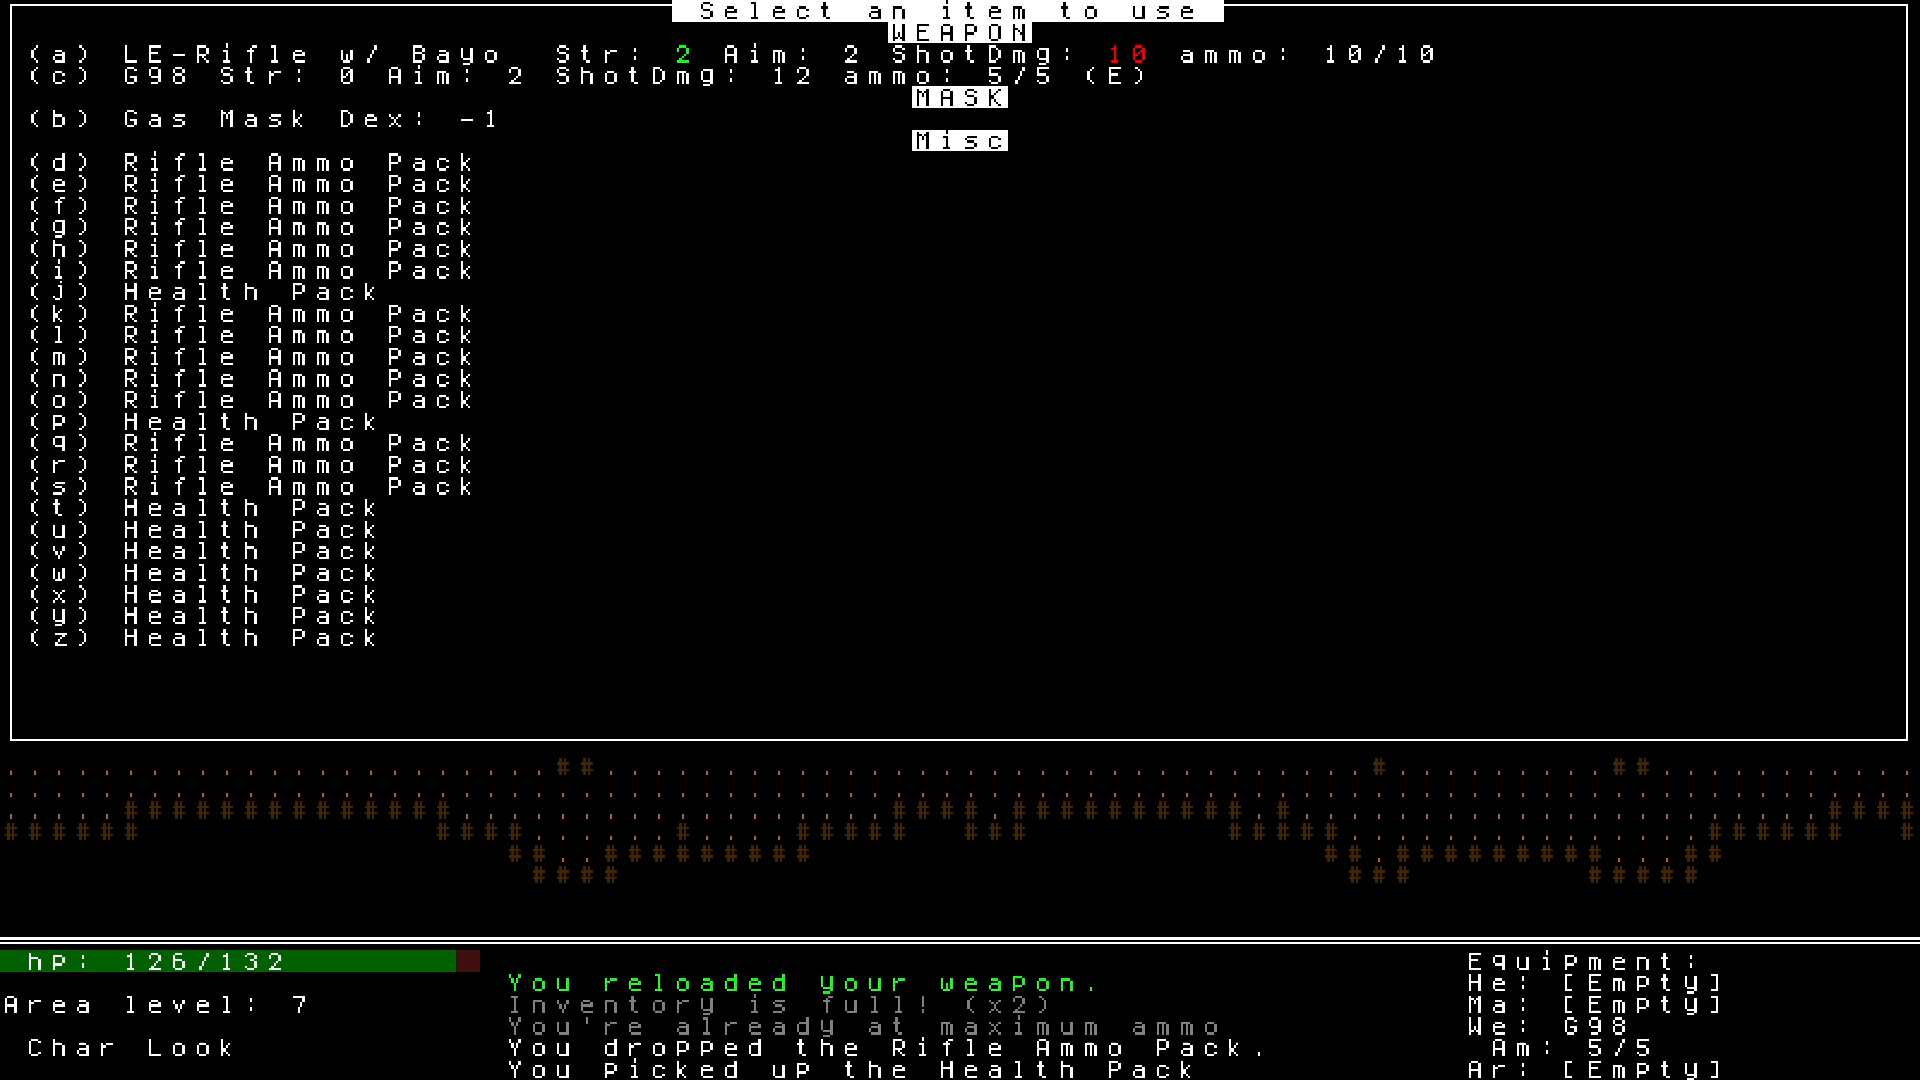 Select an item to use
WEAPON
(a) LE-Rifle w/ Bayo Str: 2 Aim: 2 ShotDmg: 10 ammo: 10/10
(c) G98 Str: 0 Aim: 2 ShotDmg: 12 ammo: 5/5 (E)
MASK
(b) Gas Mask Dex: -1
Misc
(d) Rifle Ammo Pack
(e) Rifle Ammo Pack
(f) Rifle Ammo Pack
(g) Rifle Ammo Pack
(h) Rifle Ammo Pack
(i) Rifle Ammo Pack
(j) Health Pack
(k) Rifle Ammo Pack
(l) Rifle Ammo Pack
(m) Rifle Ammo Pack
(n) Rifle Ammo Pack
(o) Rifle Ammo Pack
(p) Health Pack
(q) Rifle Ammo Pack
(r) Rifle Ammo Pack
(s) Rifle Ammo Pack
(t) Health Pack
(u) Health Pack
(v) Health Pack
(w) Health Pack
(x) Health Pack
(y) Health Pack
(z) Health Pack
hp: 126/132
Area level: 7
Char Look
You reloaded your weapon.
Inventory is full! (x2)
You're already at maximum ammo
You dropped the Rifle Ammo Pack.
You picked up the Health Pack
Equipment:
He: [Empty]
Ma: [Empty]
We: G98
Am: 5/5
Ar: [Empty]